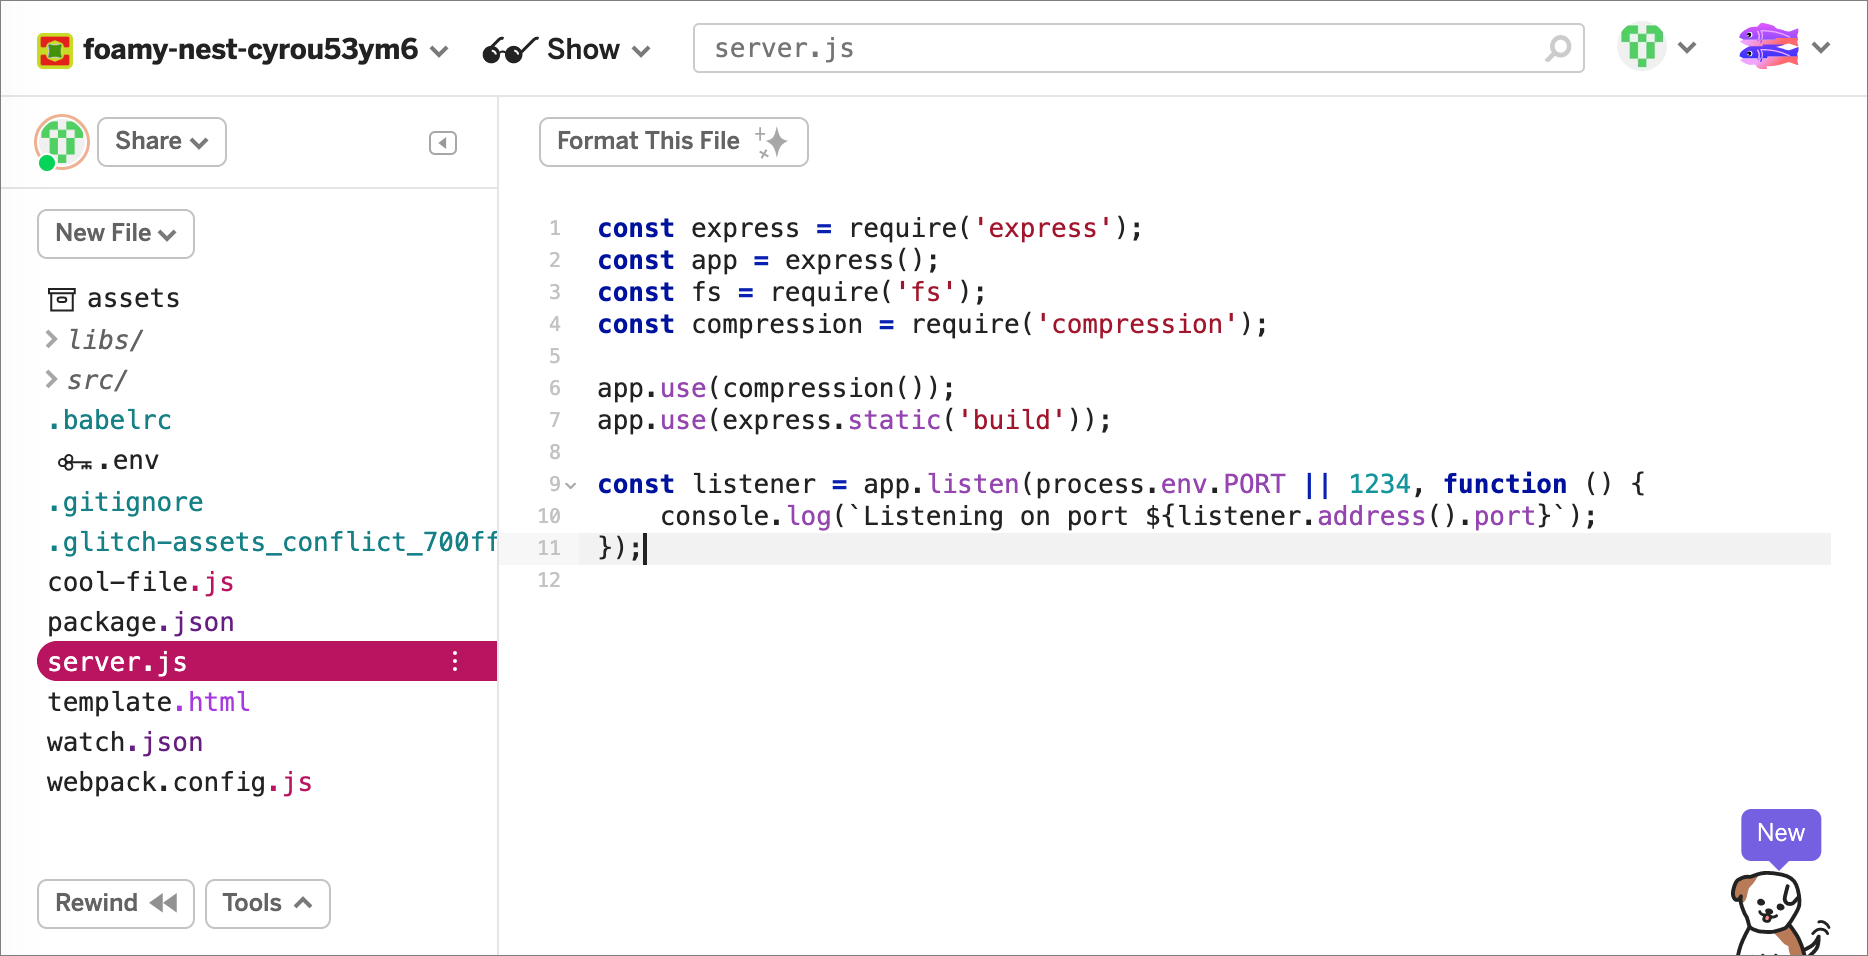 foamy-nest-cyrou53ym6 Show server.js
Share
Format This File
New File
assets
libs/
src/
.babelrc
.env
.gitignore
.glitch-assets_conflict_700ff
cool-file.js
package.json
server.js
template.html
watch.json
webpack.config.js
Rewind Tools
1 const express = require('express');
2 const app = express();
3 const fs = require('fs');
4 const compression = require('compression');
5
6 app.use(compression());
7 app.use(express.static('build'));
8
9 const listener = app.listen(process.env.PORT || 1234, function () {
10     console.log(`Listening on port ${listener.address().port}`);
11 });
12
New